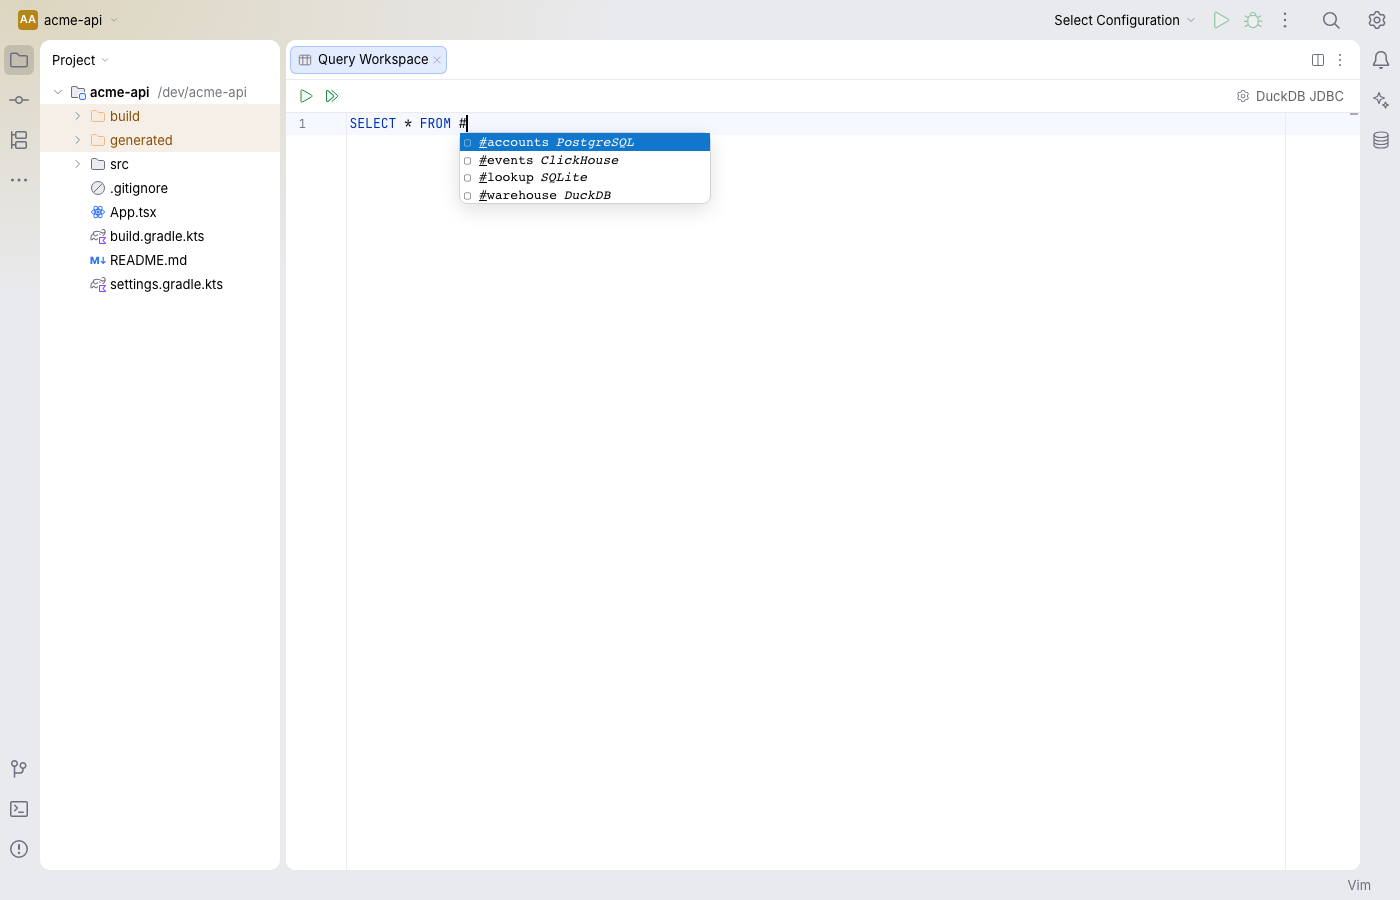 AA acme-api
Select Configuration
Project
Query Workspace
acme-api /dev/acme-api
build
generated
src
.gitignore
App.tsx
build.gradle.kts
M↓ README.md
settings.gradle.kts
DuckDB JDBC
1 SELECT * FROM #
#accounts PostgreSQL
#events ClickHouse
#lookup SQLite
#warehouse DuckDB
Vim